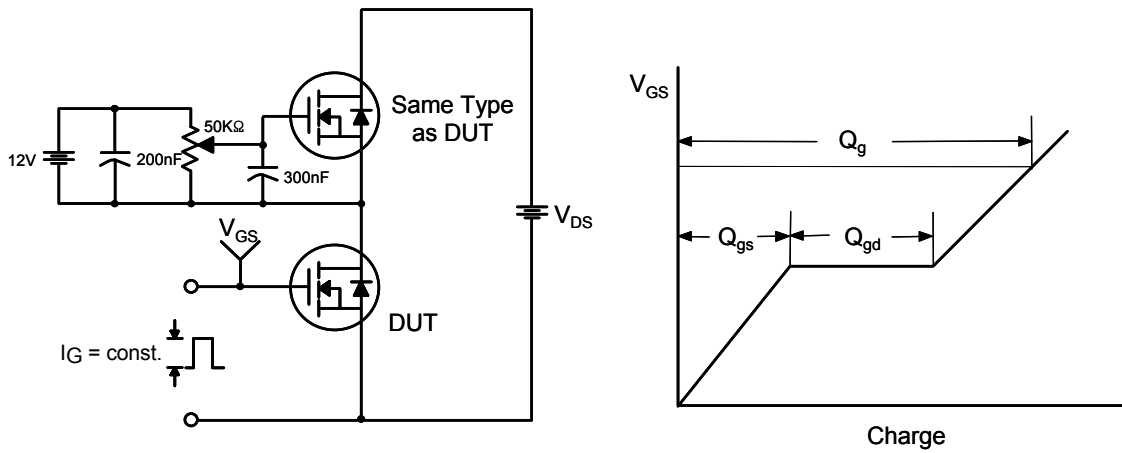 12V
200nF
50KΩ
300nF
Same Type
as DUT
V_DS
V_GS
DUT
IG = const.
V_GS
Q_g
Q_gs
Q_gd
Charge